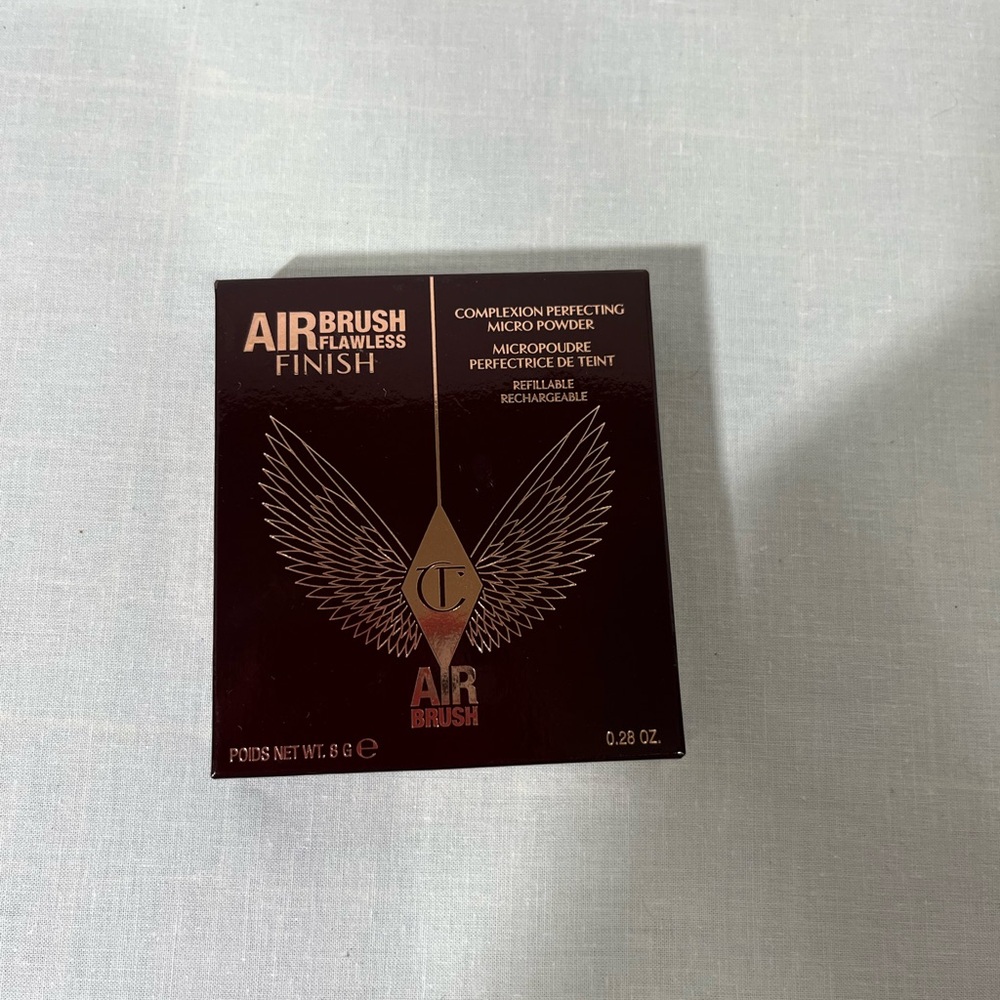 AIRBRUSH
FLAWLESS
FINISH
COMPLEXION PERFECTING
MICRO POWDER
MICROPOUDRE
PERFECTRICE DE TEINT
REFILLABLE
RECHARGEABLE
CT
AIR
BRUSH
POIDS NET WT. 8 G e
0.28 OZ.